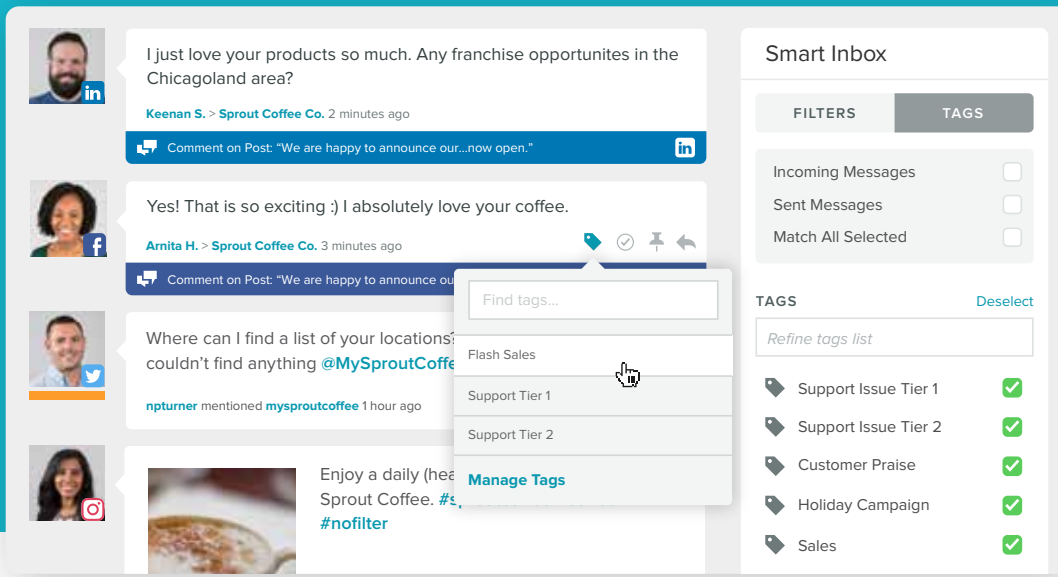 I just love your products so much. Any franchise opportunites in the
Chicagoland area?
Keenan S. > Sprout Coffee Co. 2 minutes ago
Comment on Post: “We are happy to announce our...now open.”
in
in
Yes! That is so exciting :) I absolutely love your coffee.
Arnita H. > Sprout Coffee Co. 3 minutes ago
f
Comment on Post: “We are happy to announce ou
Find tags...
Flash Sales
Support Tier 1
Support Tier 2
Manage Tags
Where can I find a list of your locations?
couldn’t find anything @MySproutCoffe
npturner mentioned mysproutcoffee 1 hour ago
Enjoy a daily (hea
Sprout Coffee.
#nofilter
Smart Inbox
FILTERS
TAGS
Incoming Messages
Sent Messages
Match All Selected
TAGS
Deselect
Refine tags list
Support Issue Tier 1
Support Issue Tier 2
Customer Praise
Holiday Campaign
Sales